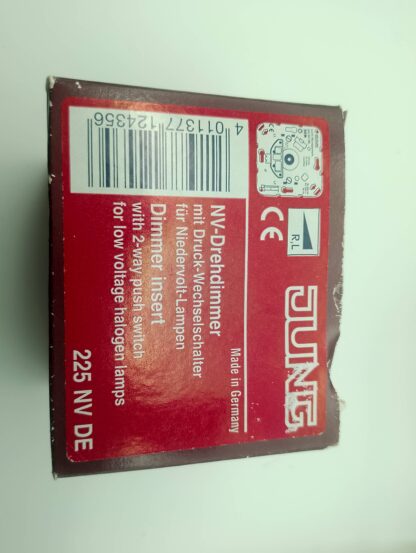 JUNG
R,L
CE
Made in Germany
NV-Drehdimmer
mit Druck-Wechselschalter
für Niedervolt-Lampen
Dimmer insert
with 2-way push switch
for low voltage halogen lamps
4 011377 124356
225 NV DE